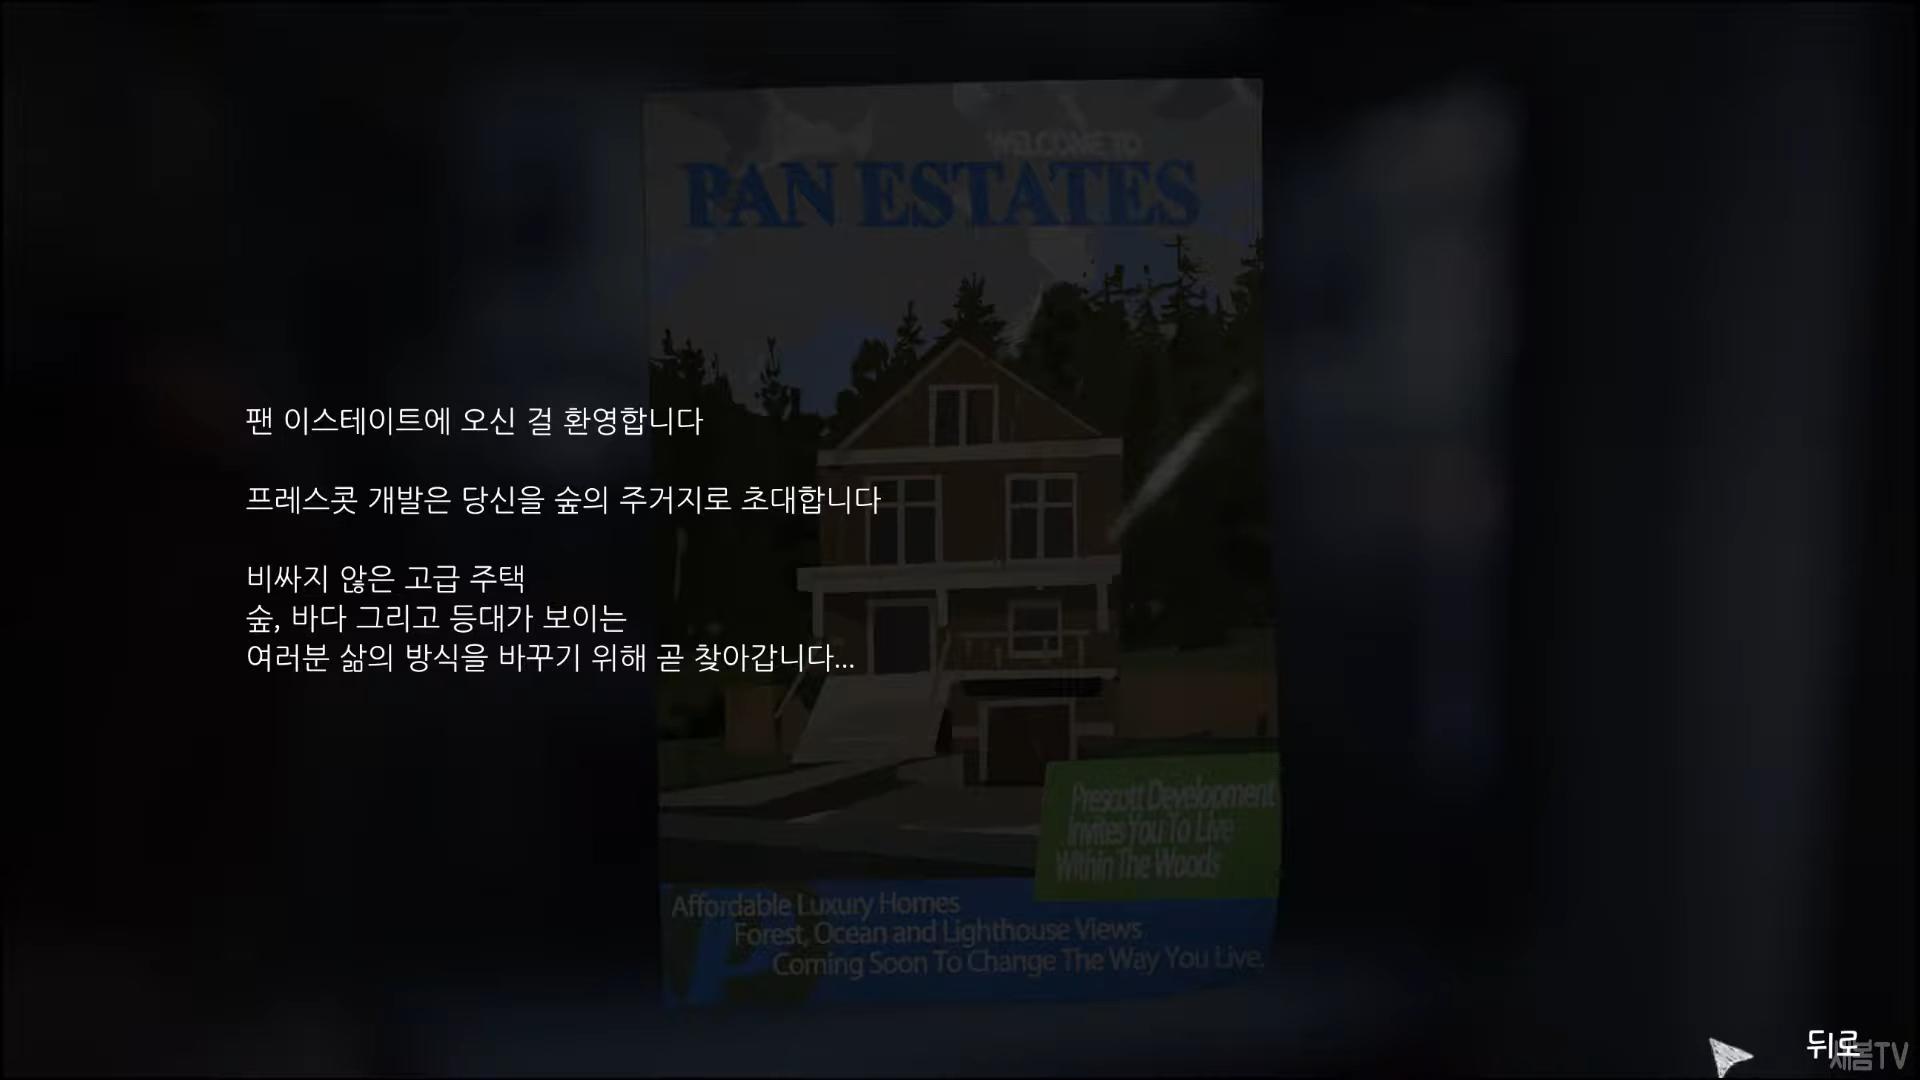 WELCOME TO
PAN ESTATES
팬 이스테이트에 오신 걸 환영합니다
프레스콧 개발은 당신을 숲의 주거지로 초대합니다
비싸지 않은 고급 주택
숲, 바다 그리고 등대가 보이는
여러분 삶의 방식을 바꾸기 위해 곧 찾아갑니다...
Prescott Development
Invites You To Live
Within The Woods
Affordable Luxury Homes
Forest, Ocean and Lighthouse Views
Coming Soon To Change The Way You Live.
뒤로
새봄TV